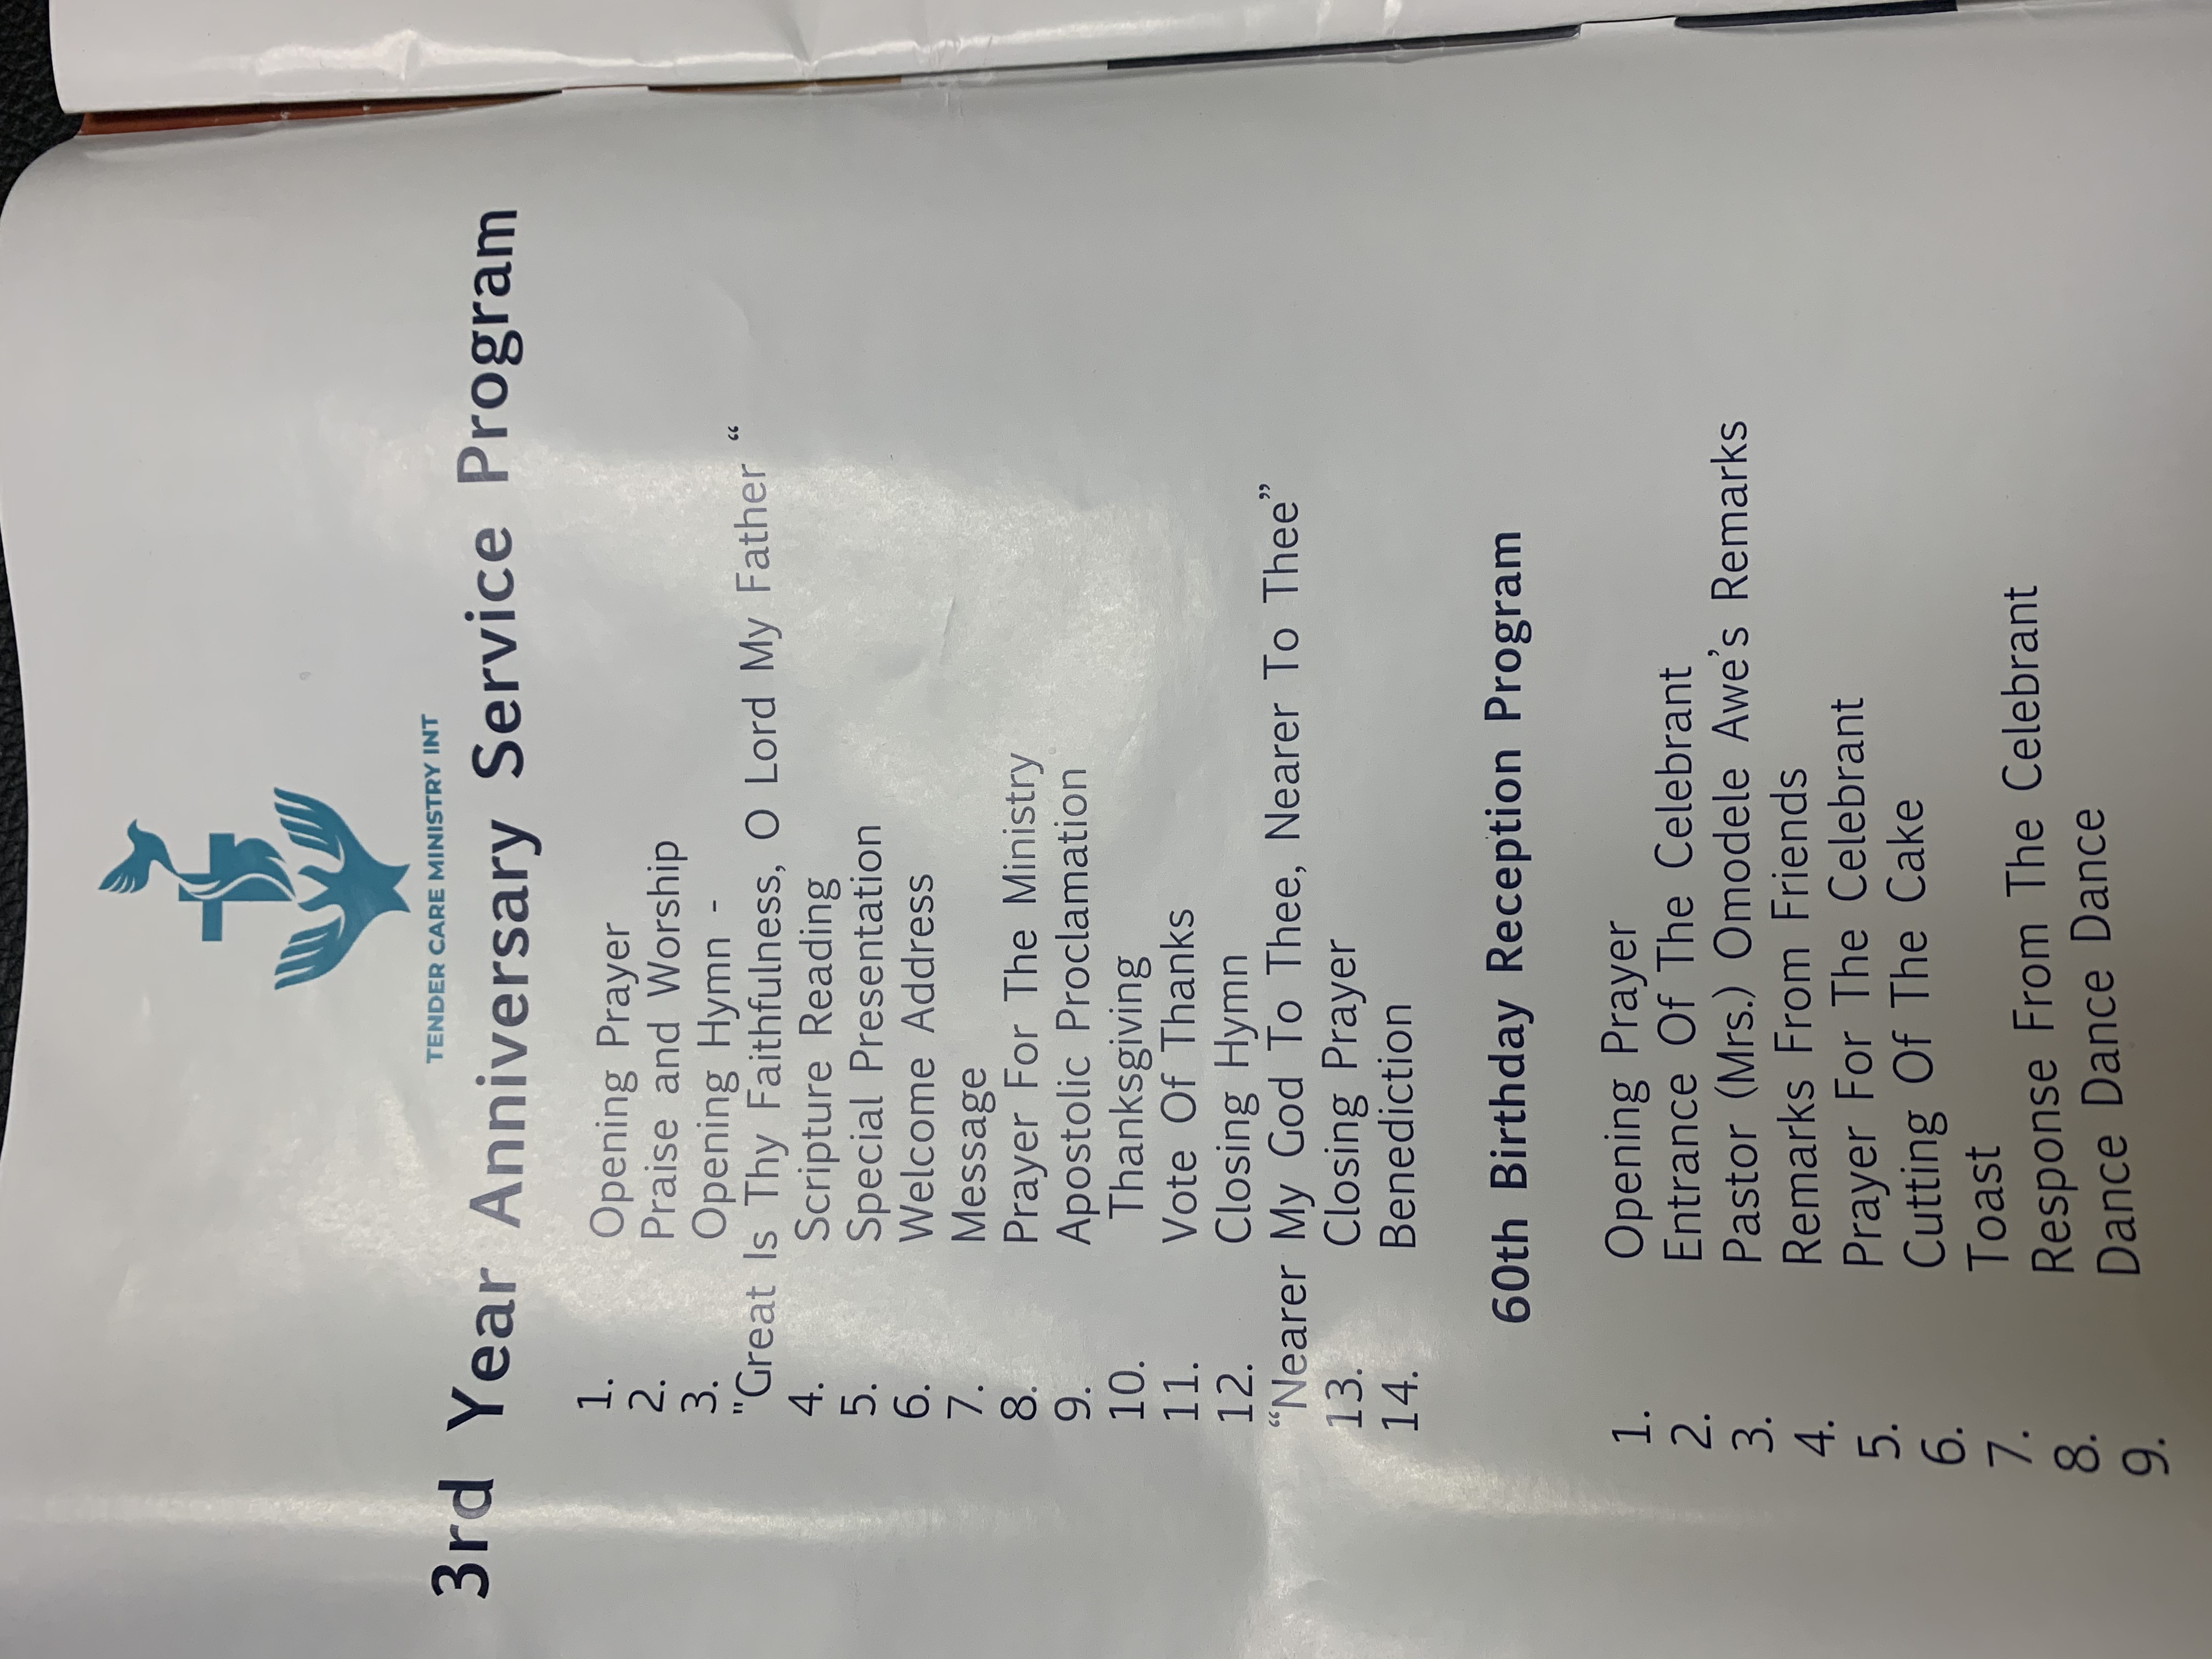 TENDER CARE MINISTRY INT
3rd Year Anniversary Service Program
1. Opening Prayer
2. Praise and Worship
3. Opening Hymn -
"Great Is Thy Faithfulness, O Lord My Father “
4. Scripture Reading
5. Special Presentation
6. Welcome Address
7. Message
8. Prayer For The Ministry
9. Apostolic Proclamation
10. Thanksgiving
11. Vote Of Thanks
12. Closing Hymn
“Nearer My God To Thee, Nearer To Thee”
13. Closing Prayer
14. Benediction
60th Birthday Reception Program
1. Opening Prayer
2. Entrance Of The Celebrant
3. Pastor (Mrs.) Omodele Awe’s Remarks
4. Remarks From Friends
5. Prayer For The Celebrant
6. Cutting Of The Cake
7. Toast
8. Response From The Celebrant
9. Dance Dance Dance